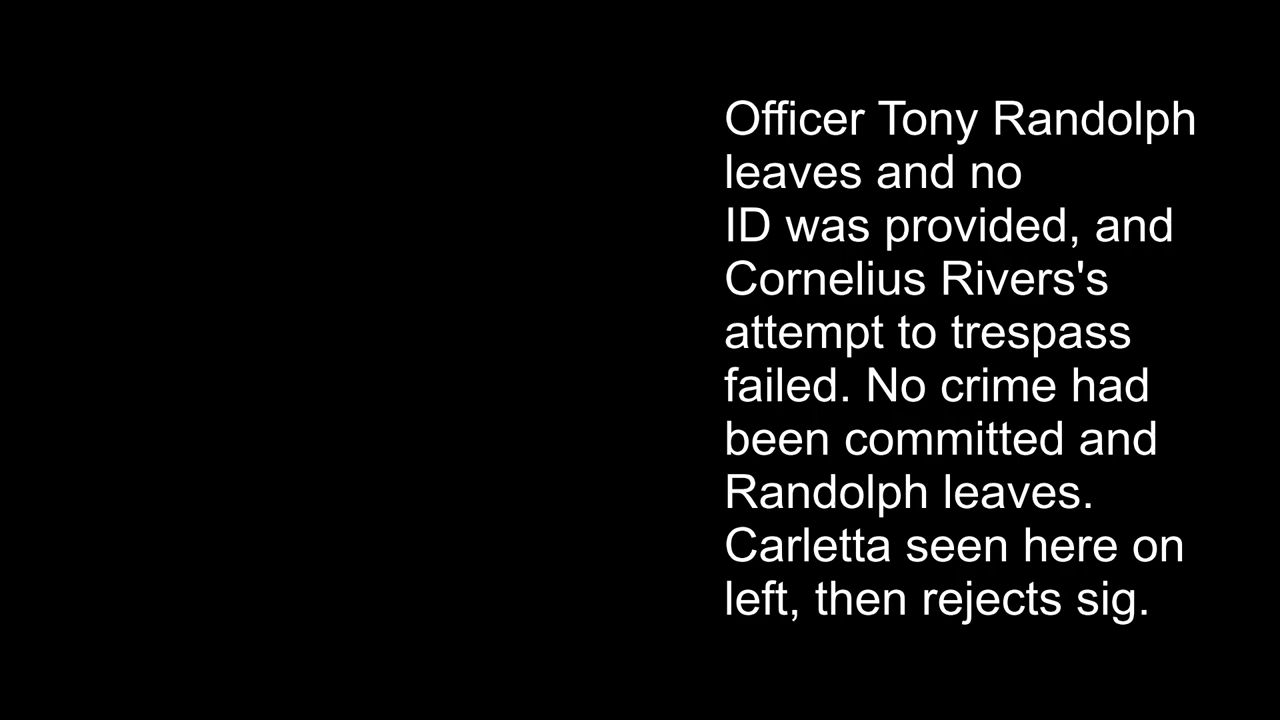 Officer Tony Randolph
leaves and no
ID was provided, and
Cornelius Rivers's
attempt to trespass
failed. No crime had
been committed and
Randolph leaves.
Carletta seen here on
left, then rejects sig.